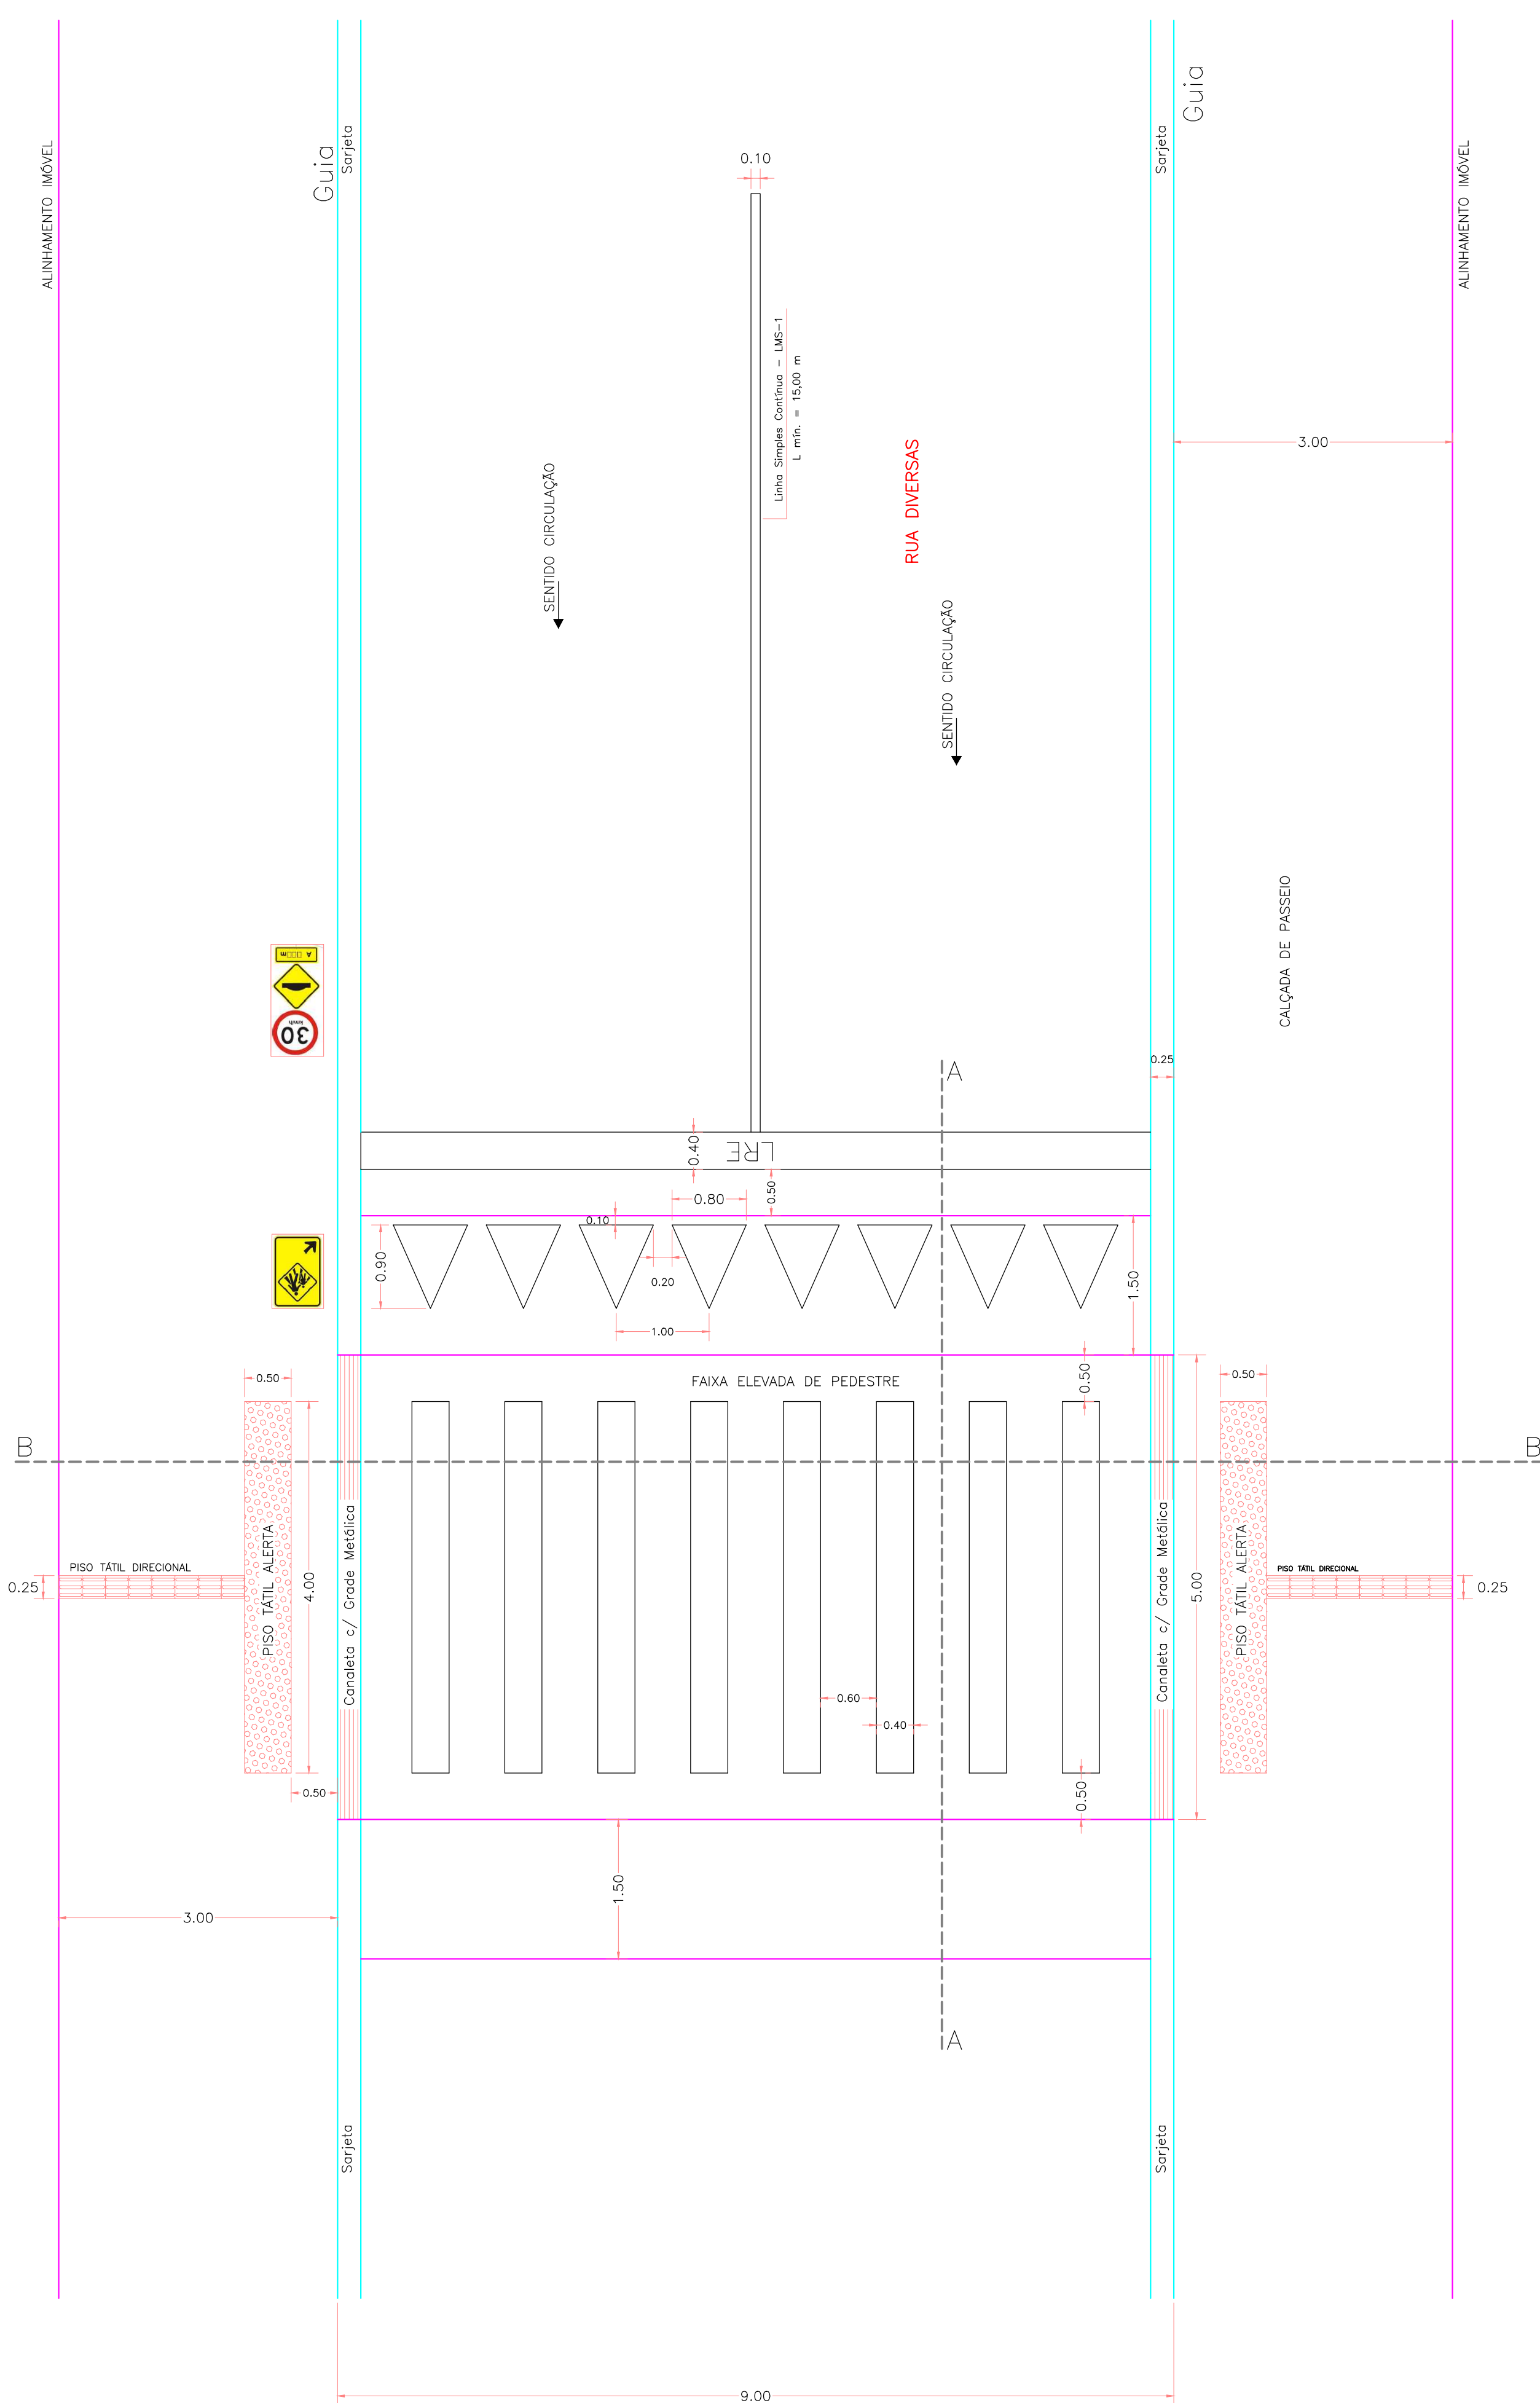 Guia
Sarjeta
ALINHAMENTO IMÓVEL
Guia
Sarjeta
ALINHAMENTO IMÓVEL
0.10
Linha Simples Contínua - LMS-1
L mín. = 15,00 m
RUA DIVERSAS
3.00
SENTIDO CIRCULAÇÃO
SENTIDO CIRCULAÇÃO
CALÇADA DE PASSEIO
A □□□m
30
km/h
0.25
A
LRE
0.40
0.50
0.80
0.10
0.90
0.20
1.00
1.50
FAIXA ELEVADA DE PEDESTRE
0.50
0.50
0.50
B
B
PISO TÁTIL DIRECIONAL
0.25
PISO TÁTIL ALERTA
4.00
Canaleta c/ Grade Metálica
Canaleta c/ Grade Metálica
5.00
PISO TÁTIL ALERTA
PISO TÁTIL DIRECIONAL
0.25
0.60
0.40
0.50
0.50
1.50
3.00
A
Sarjeta
Sarjeta
9.00